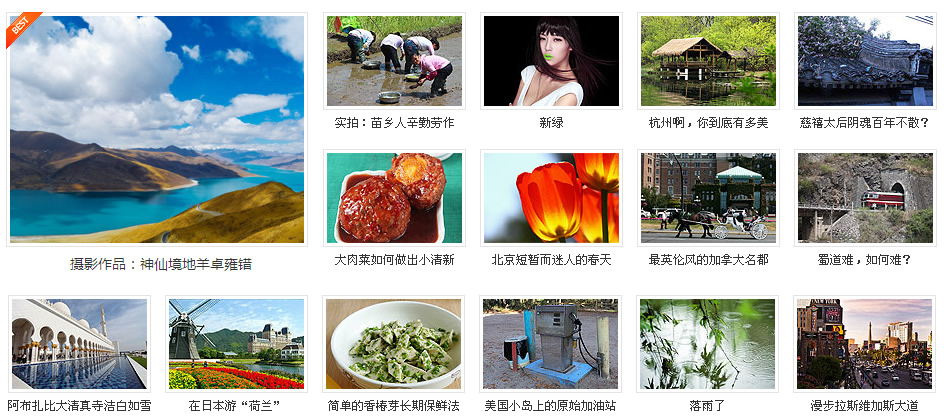 BEST
实拍：苗乡人辛勤劳作
新绿
杭州啊，你到底有多美
慈禧太后阴魂百年不散？
摄影作品：神仙境地羊卓雍错
大肉菜如何做出小清新
北京短暂而迷人的春天
最英伦风的加拿大名都
蜀道难，如何难？
NEW YORK
阿布扎比大清真寺洁白如雪
在日本游“荷兰”
简单的香椿芽长期保鲜法
美国小岛上的原始加油站
落雨了
漫步拉斯维加斯大道